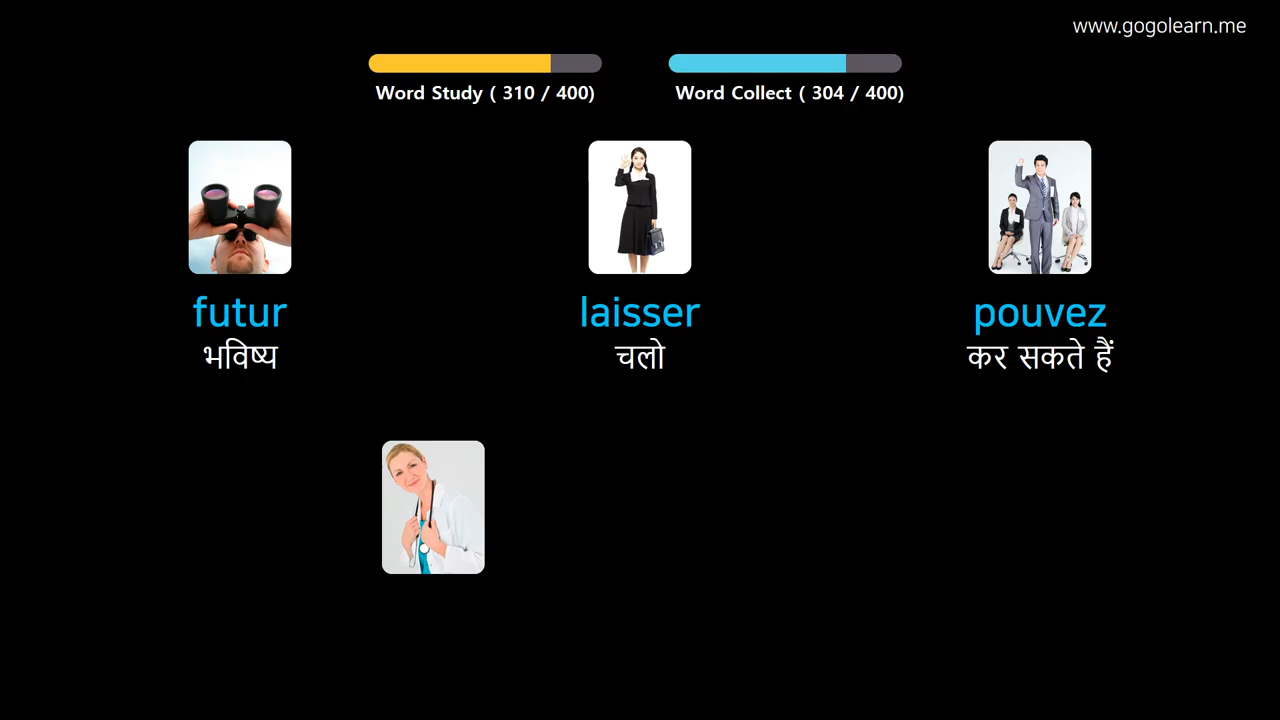 www.gogolearn.me
Word Study ( 310 / 400)
Word Collect ( 304 / 400)
futur
भविष्य
laisser
चलो
pouvez
कर सकते हैं